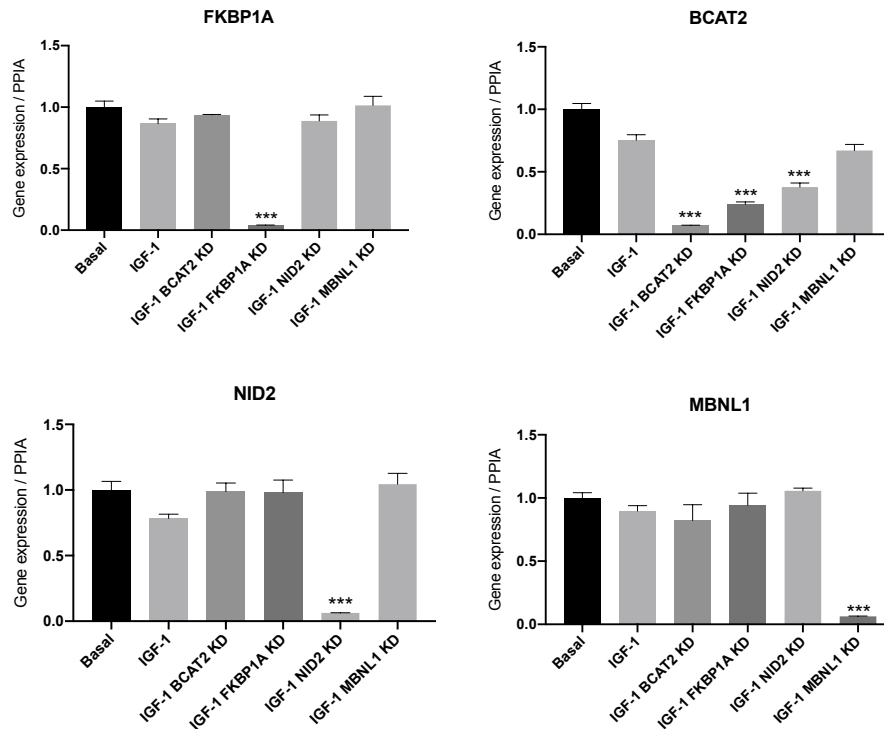 FKBP1A
Gene expression / PPIA
1.5
1.0
0.5
0.0
***
Basal
IGF-1
IGF-1 BCAT2 KD
IGF-1 FKBP1A KD
IGF-1 NID2 KD
IGF-1 MBNL1 KD
BCAT2
Gene expression / PPIA
1.5
1.0
0.5
0.0
***
***
***
Basal
IGF-1
IGF-1 BCAT2 KD
IGF-1 FKBP1A KD
IGF-1 NID2 KD
IGF-1 MBNL1 KD
NID2
Gene expression / PPIA
1.5
1.0
0.5
0.0
***
Basal
IGF-1
IGF-1 BCAT2 KD
IGF-1 FKBP1A KD
IGF-1 NID2 KD
IGF-1 MBNL1 KD
MBNL1
Gene expression / PPIA
1.5
1.0
0.5
0.0
***
Basal
IGF-1
IGF-1 BCAT2 KD
IGF-1 FKBP1A KD
IGF-1 NID2 KD
IGF-1 MBNL1 KD